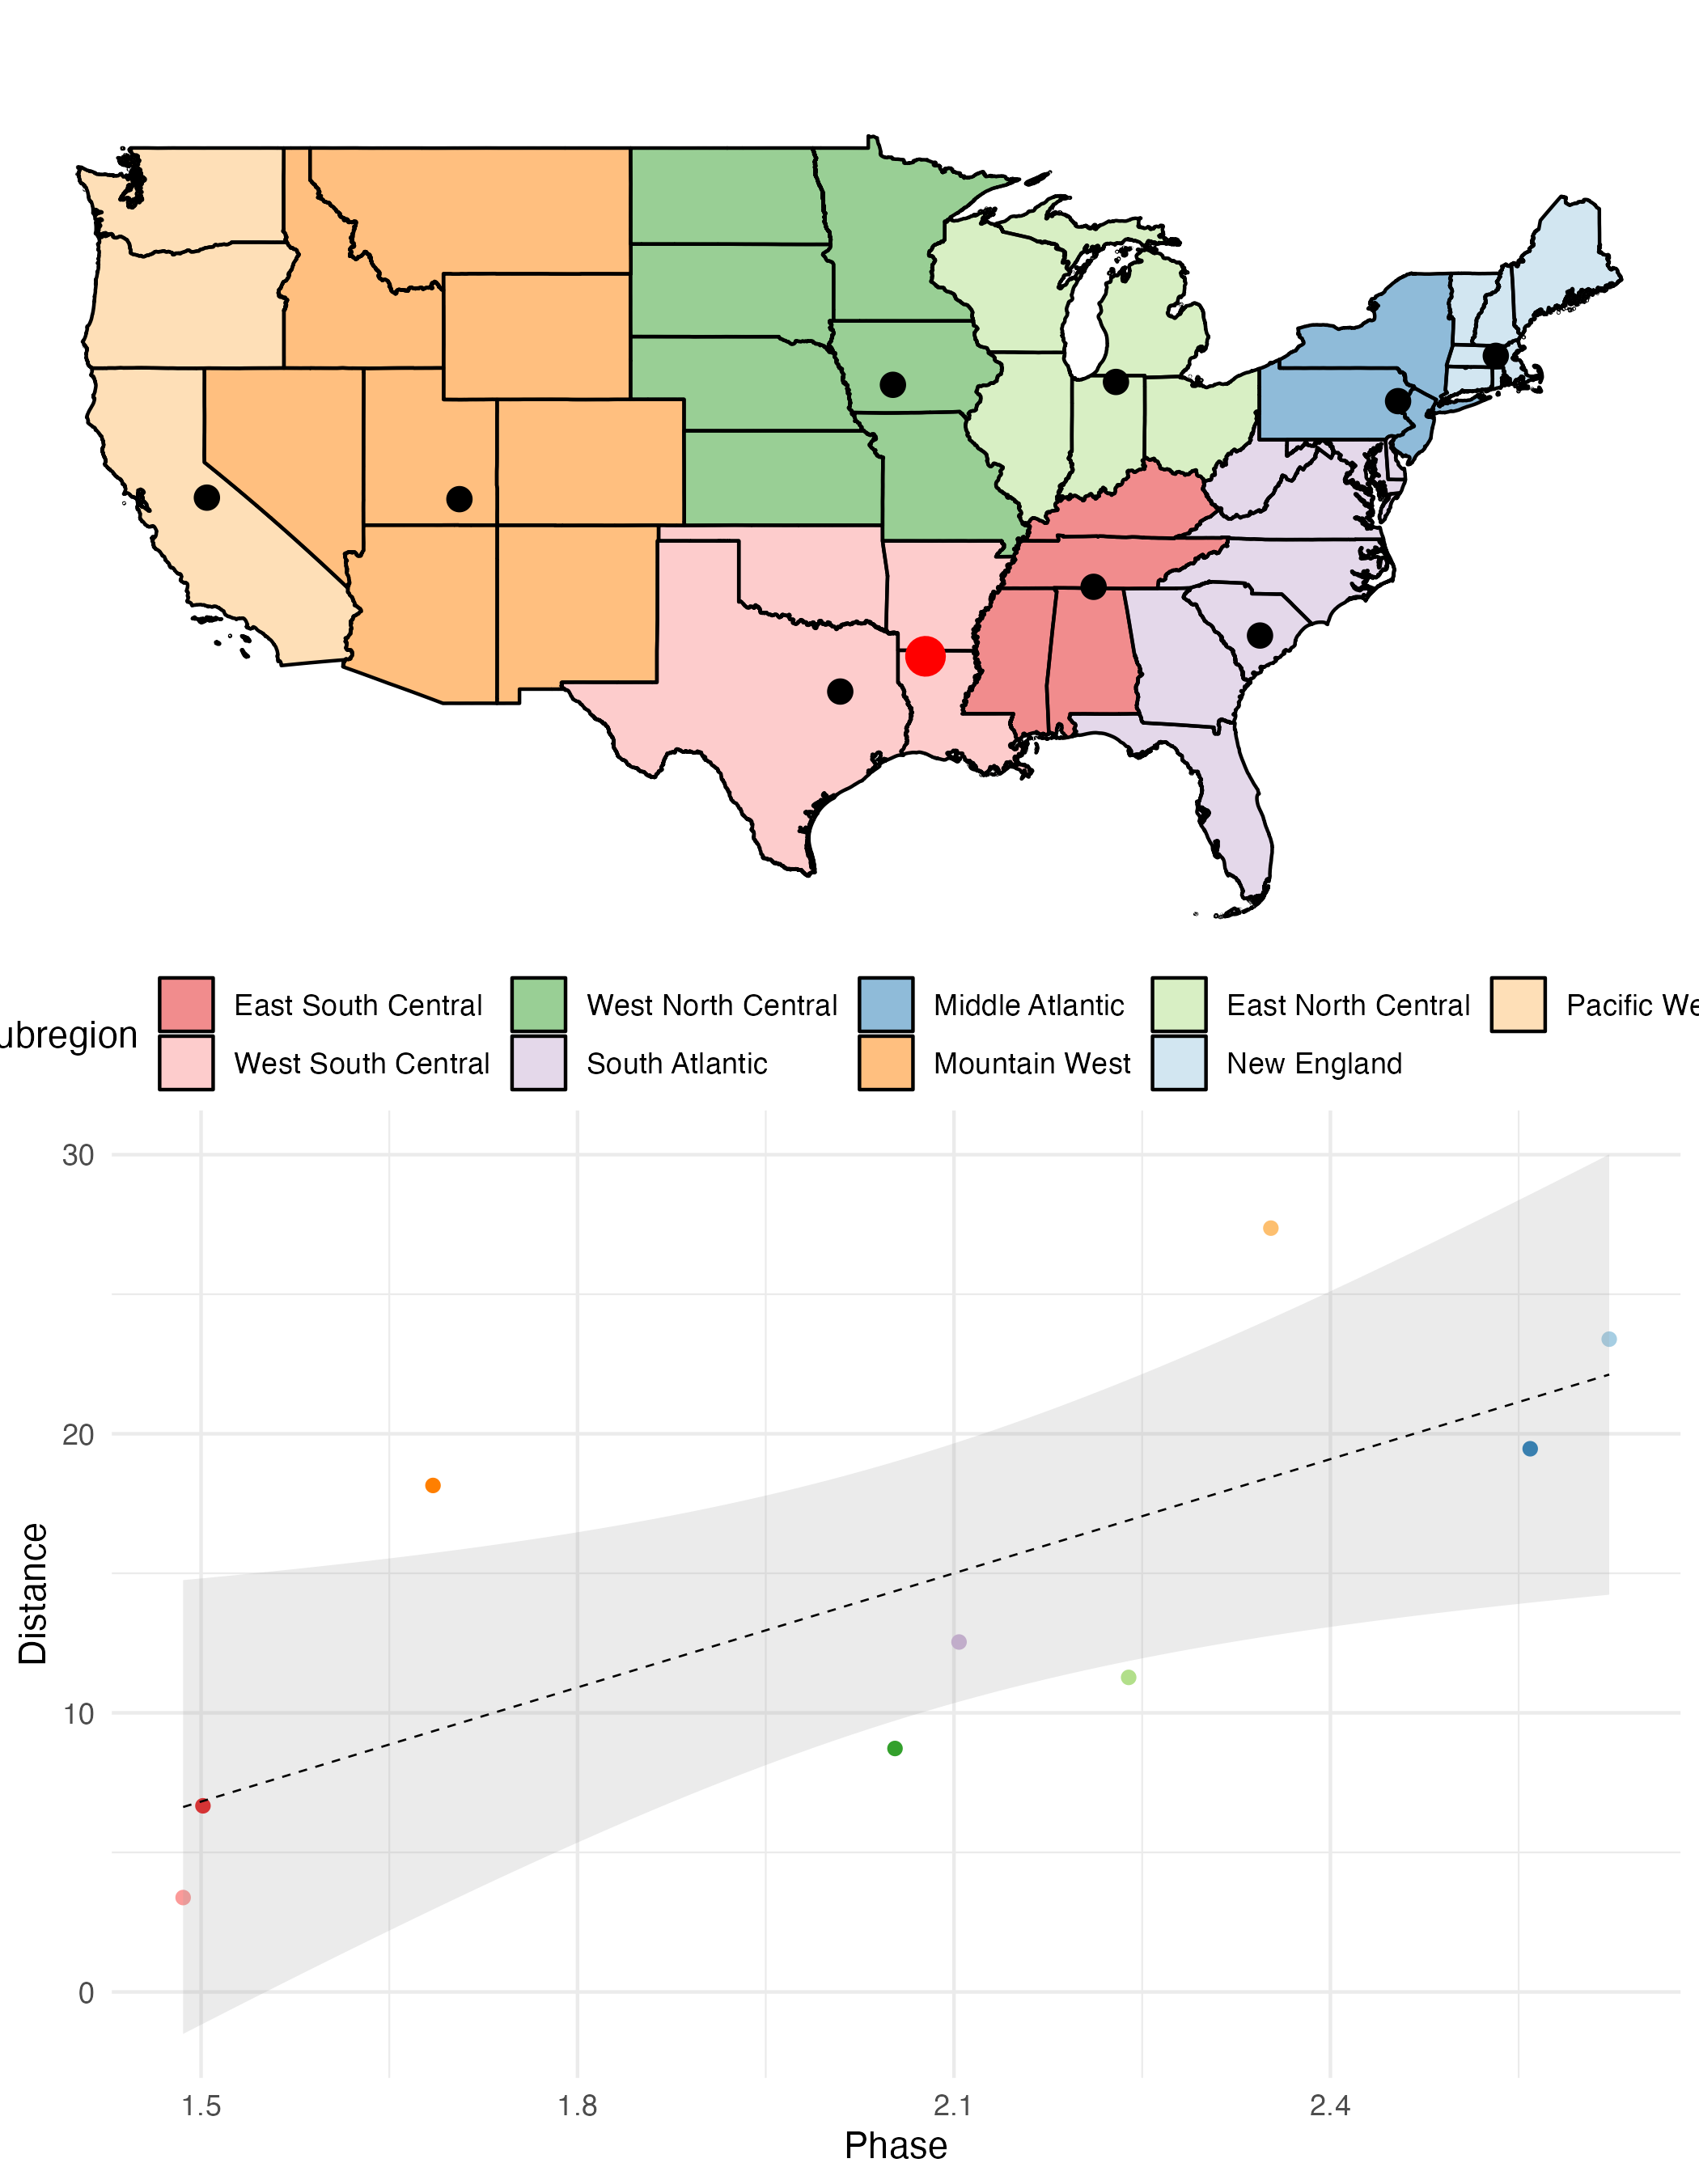 East South Central West North Central Middle Atlantic East North Central Pacific We
ubregion
West South Central South Atlantic Mountain West New England
30
20
10
0
Distance
1.5 1.8 2.1 2.4
Phase